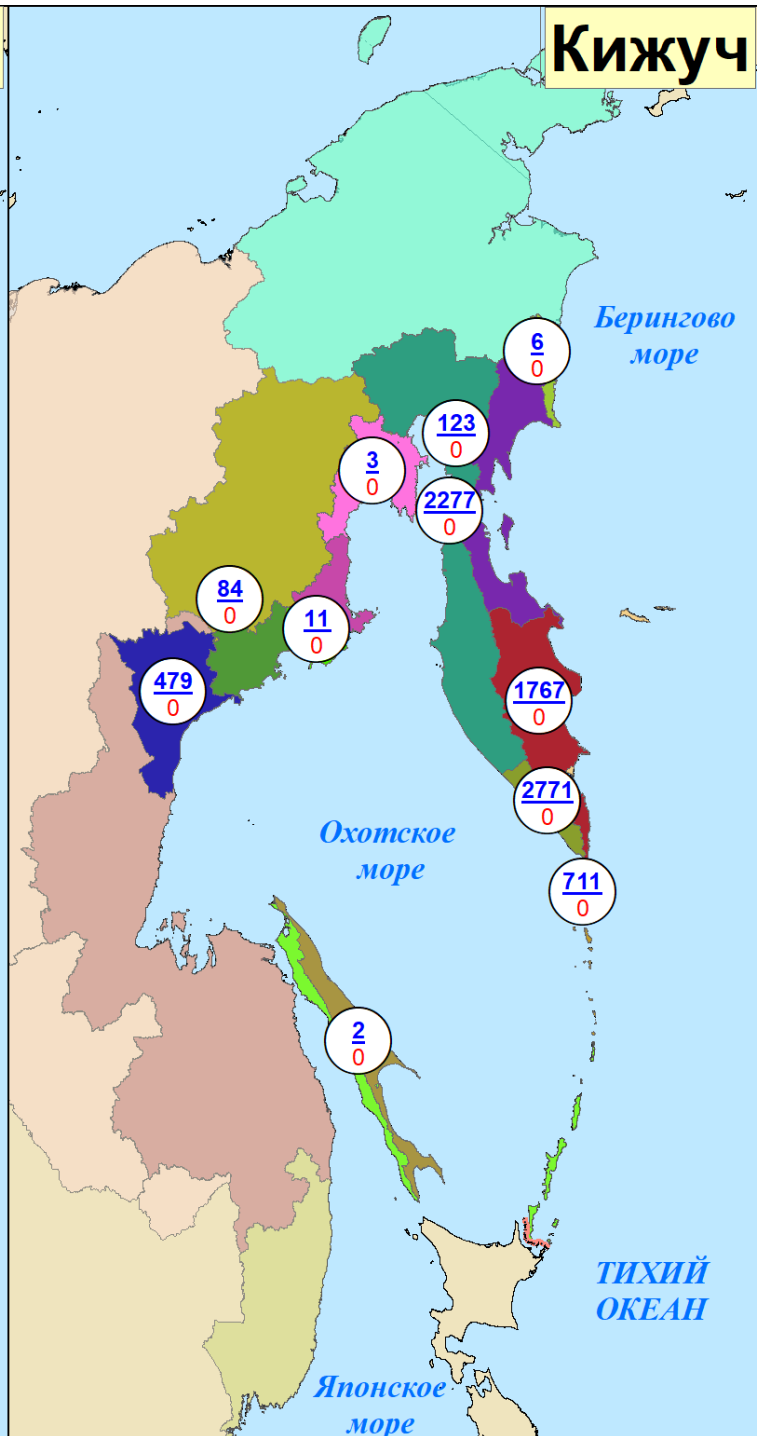 Кижуч
Берингово
море
6
0
123
0
3
0
2277
0
84
0
11
0
479
0
1767
0
2771
0
Охотское
море
711
0
2
0
ТИХИЙ
ОКЕАН
Японское
море